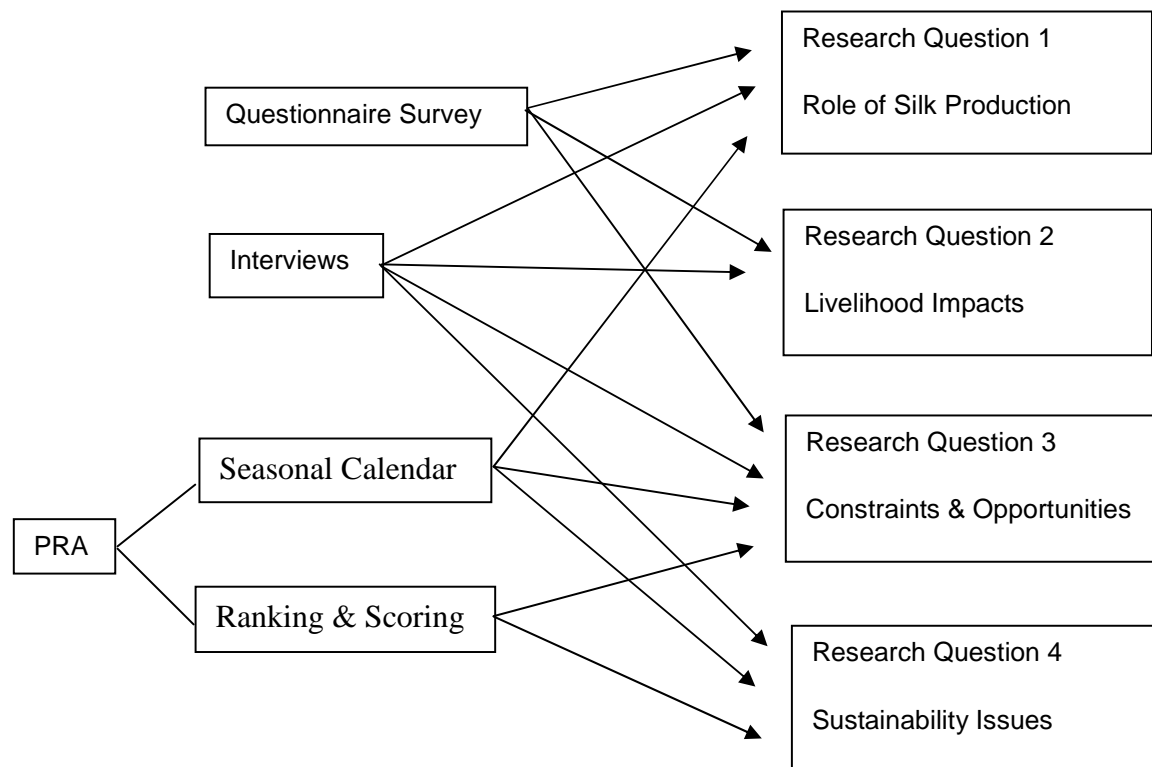 Questionnaire Survey
Interviews
PRA
Seasonal Calendar
Ranking & Scoring
Research Question 1
Role of Silk Production
Research Question 2
Livelihood Impacts
Research Question 3
Constraints & Opportunities
Research Question 4
Sustainability Issues